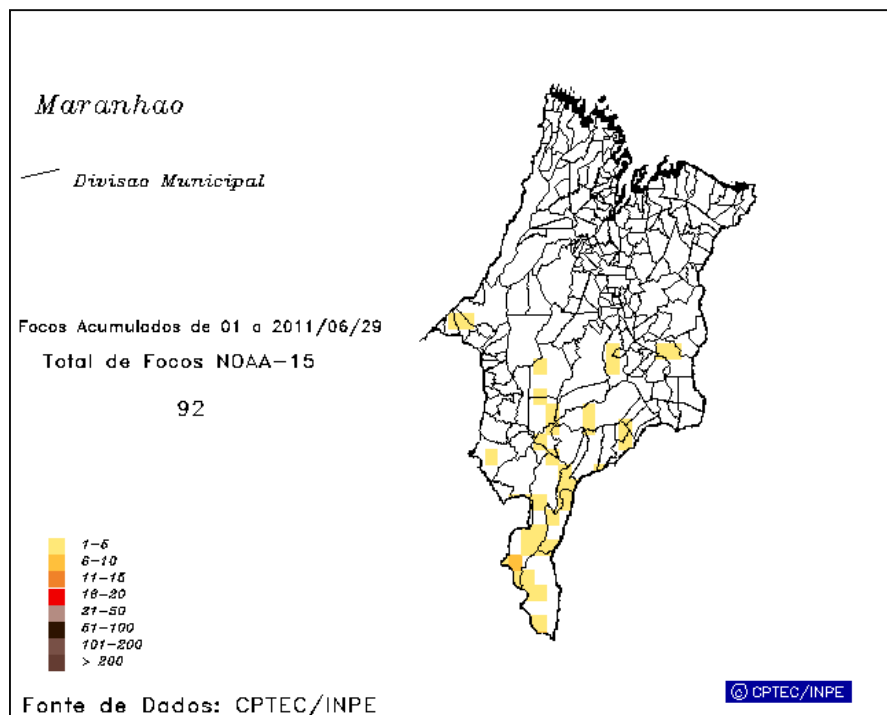 Maranhao
Divisao Municipal
Focos Acumulados de 01 a 2011/06/29
Total de Focos NOAA-15
92
1-5
6-10
11-15
16-20
21-50
51-100
101-200
> 200
Fonte de Dados: CPTEC/INPE
© CPTEC/INPE